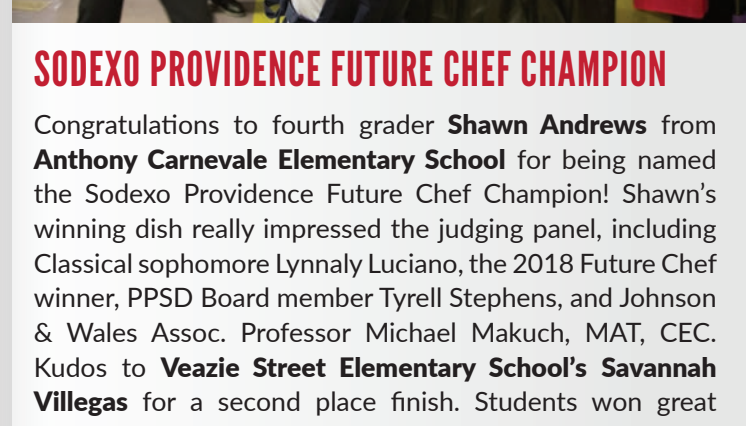 SODEXO PROVIDENCE FUTURE CHEF CHAMPION
Congratulations to fourth grader Shawn Andrews from
Anthony Carnevale Elementary School for being named
the Sodexo Providence Future Chef Champion! Shawn's
winning dish really impressed the judging panel, including
Classical sophomore Lynnaly Luciano, the 2018 Future Chef
winner, PPSD Board member Tyrell Stephens, and Johnson
& Wales Assoc. Professor Michael Makuch, MAT, CEC.
Kudos to Veazie Street Elementary School's Savannah
Villegas for a second place finish. Students won great